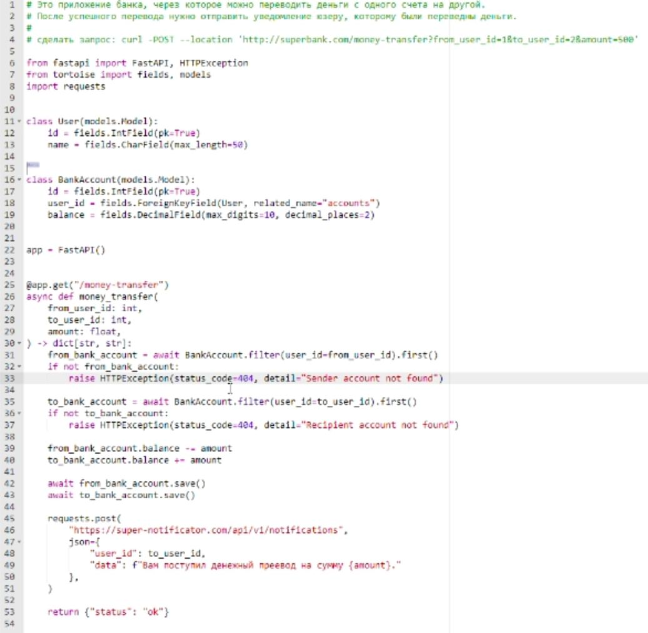 1 # Это приложение банка, через которое можно переводить деньги с одного счета на другой.
2 # После успешного перевода нужно отправить уведомление юзеру, которому были переведны деньги.
3 #
4 # сделать запрос: curl -POST --location 'http://superbank.com/money-transfer?from_user_id=1&to_user_id=2&amount=500'
5
6 from fastapi import FastAPI, HTTPException
7 from tortoise import fields, models
8 import requests
9
10
11 class User(models.Model):
12     id = fields.IntField(pk=True)
13     name = fields.CharField(max_length=50)
14
15
16 class BankAccount(models.Model):
17     id = fields.IntField(pk=True)
18     user_id = fields.ForeignKeyField(User, related_name="accounts")
19     balance = fields.DecimalField(max_digits=10, decimal_places=2)
20
21
22 app = FastAPI()
23
24
25 @app.get("/money-transfer")
26 async def money_transfer(
27     from_user_id: int,
28     to_user_id: int,
29     amount: float,
30 ) -> dict[str, str]:
31     from_bank_account = await BankAccount.filter(user_id=from_user_id).first()
32     if not from_bank_account:
33         raise HTTPException(status_code=404, detail="Sender account not found")
34
35     to_bank_account = await BankAccount.filter(user_id=to_user_id).first()
36     if not to_bank_account:
37         raise HTTPException(status_code=404, detail="Recipient account not found")
38
39     from_bank_account.balance -= amount
40     to_bank_account.balance += amount
41
42     await from_bank_account.save()
43     await to_bank_account.save()
44
45     requests.post(
46         "https://super-notificator.com/api/v1/notifications",
47         json={
48             "user_id": to_user_id,
49             "data": f"Вам поступил денежный преевод на сумму {amount}."
50         },
51     )
52
53     return {"status": "ok"}
54